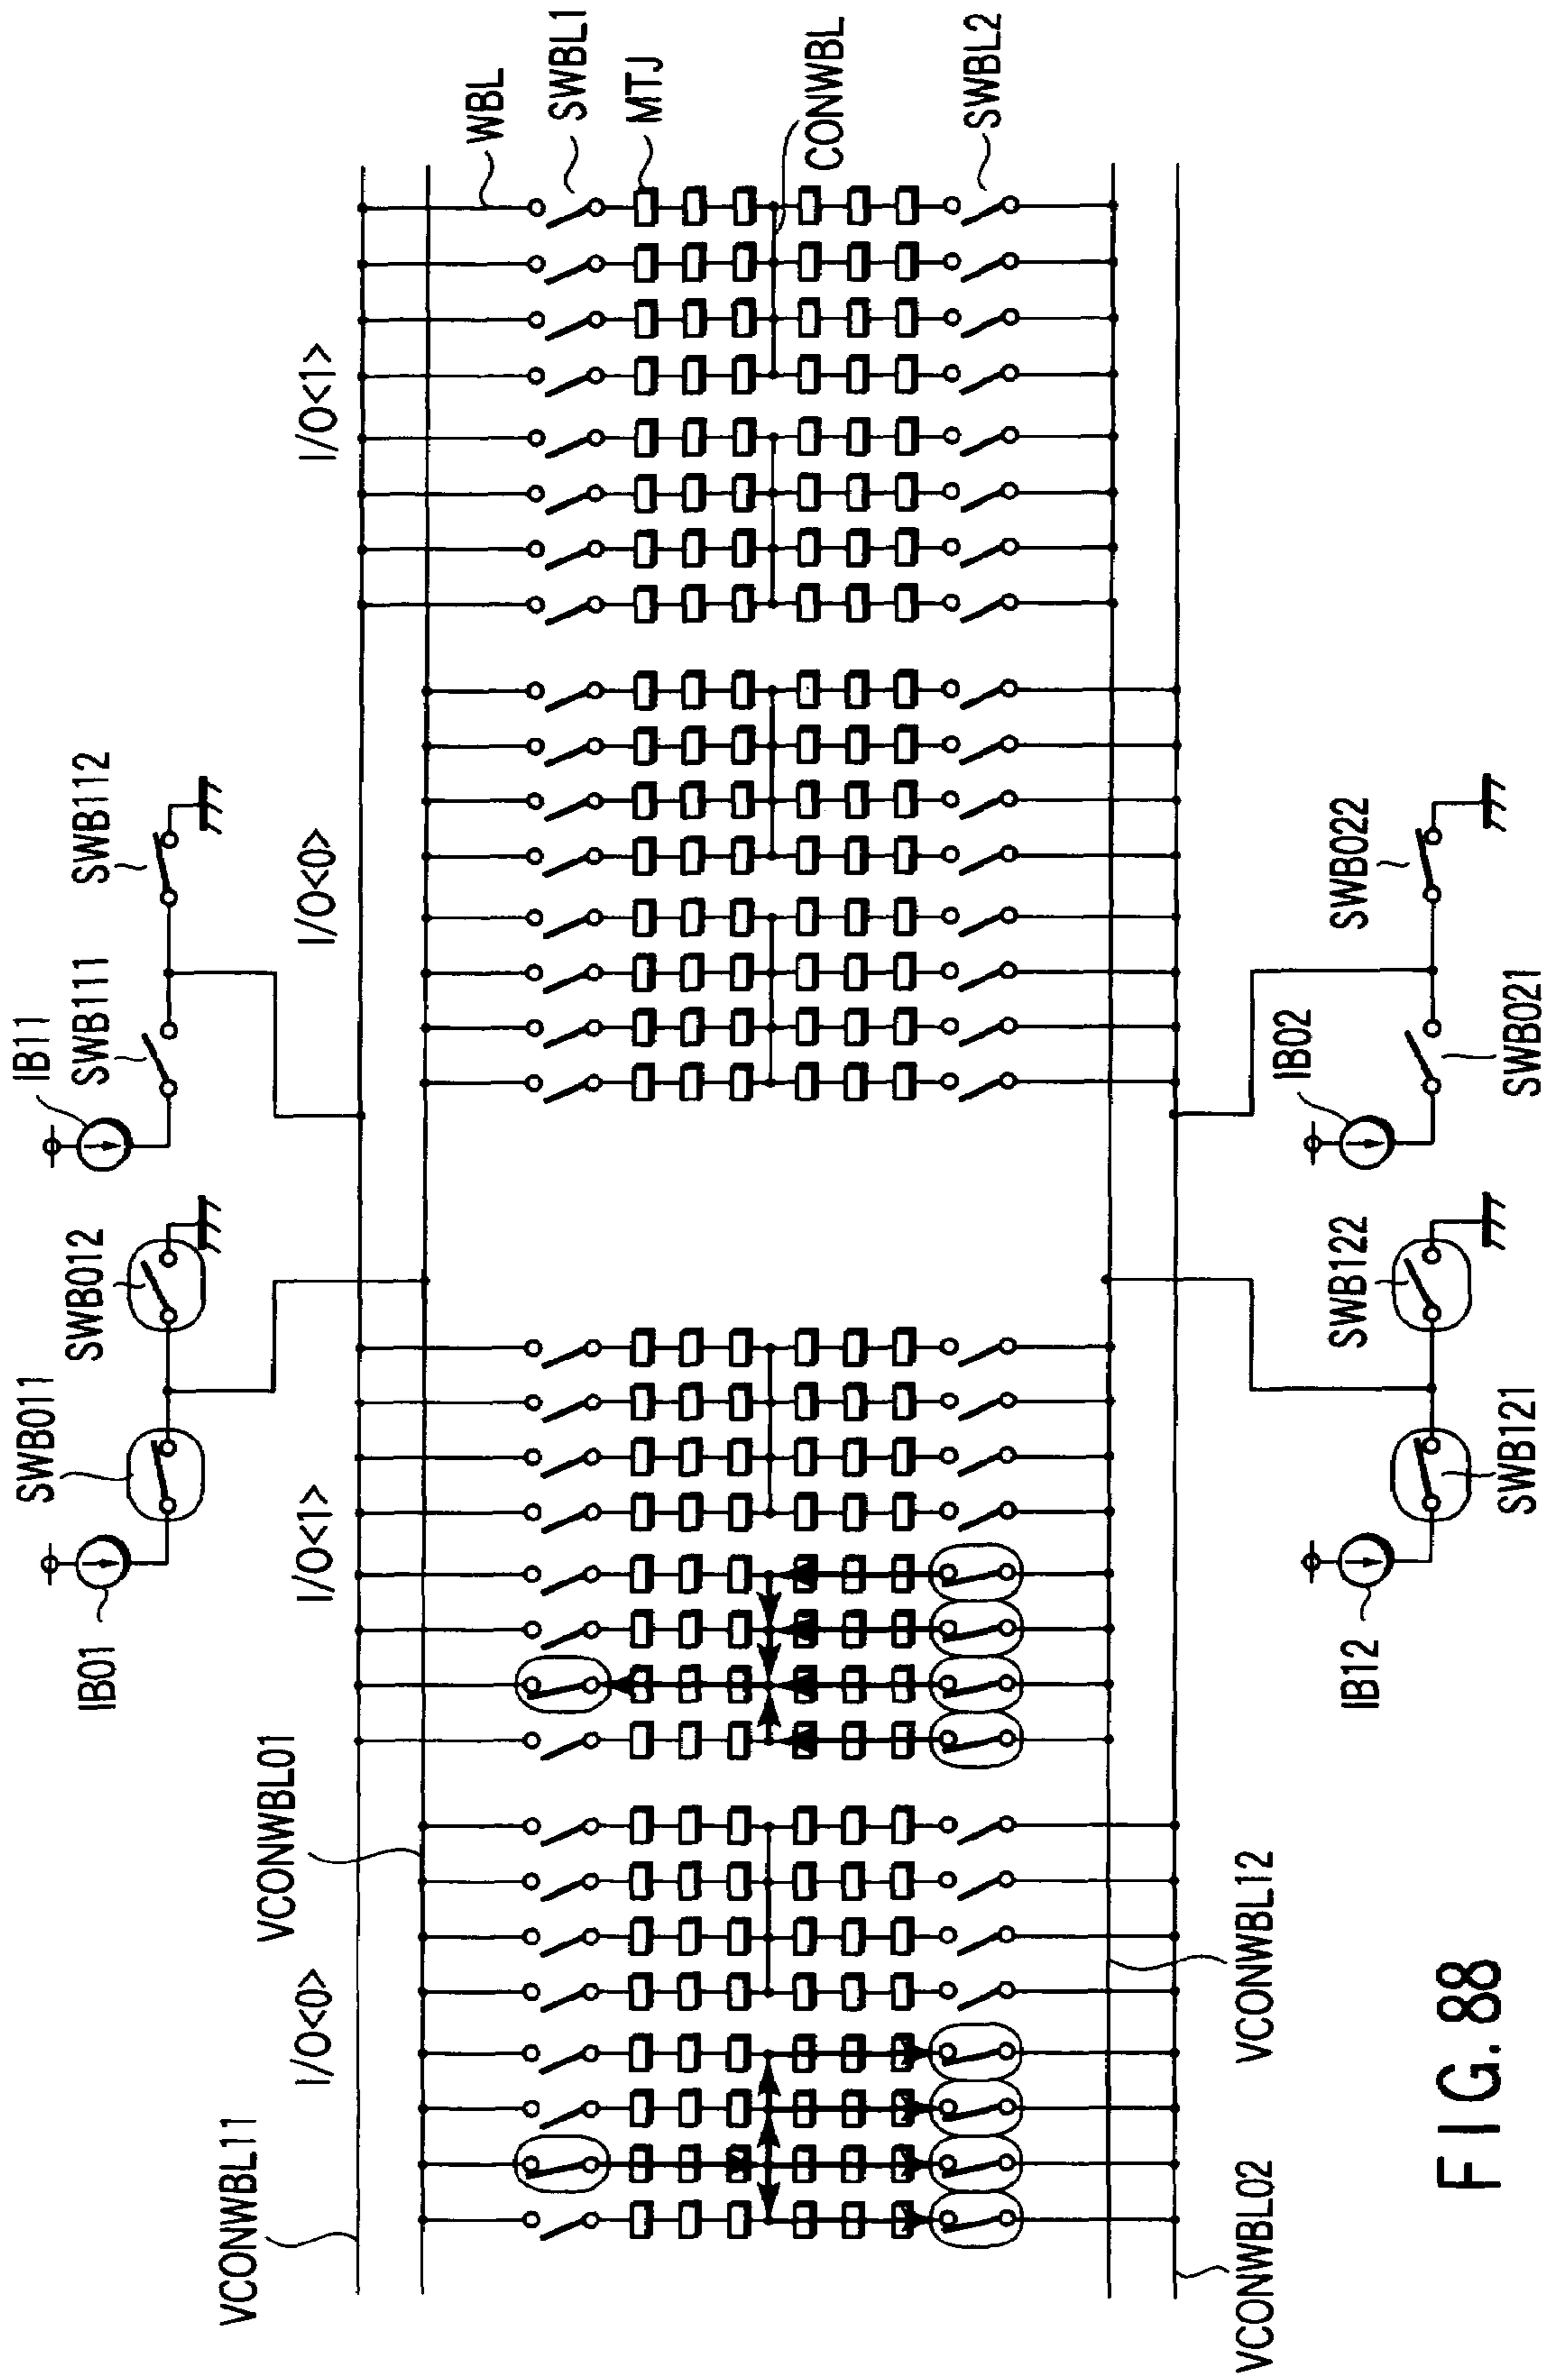 IB01
SWB011
SWB012
IB11
SWB111
SWB112
VCONWBL11
I/O<0>
VCONWBL01
I/O<1>
I/O<0>
I/O<1>
WBL
SWBL1
MTJ
CONWBL
SWBL2
VCONWBL02
VCONWBL12
IB12
SWB121
SWB122
IB02
SWB021
SWB022
FIG. 88